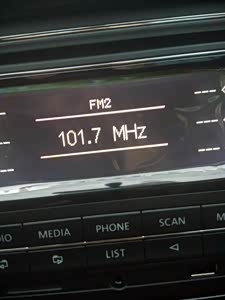 FM2
101.7 MHz
MEDIA PHONE SCAN
LIST